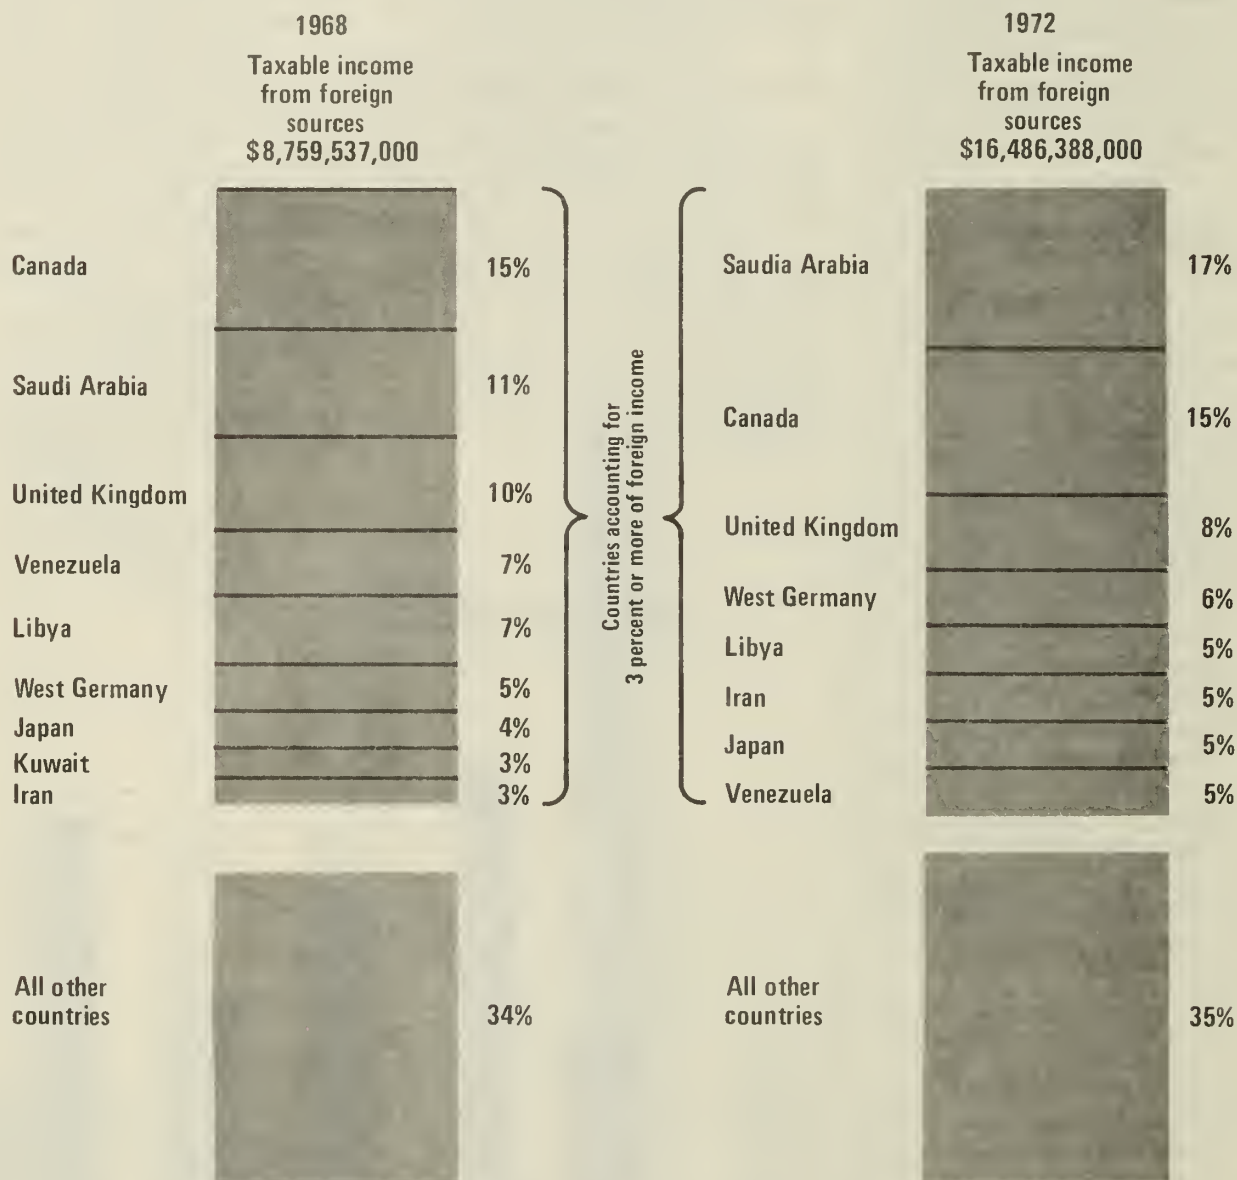 1968
Taxable income
from foreign
sources
$8,759,537,000
Canada 15%
Saudi Arabia 11%
United Kingdom 10%
Venezuela 7%
Libya 7%
West Germany 5%
Japan 4%
Kuwait 3%
Iran 3%
All other
countries 34%
Countries accounting for
3 percent or more of foreign income
1972
Taxable income
from foreign
sources
$16,486,388,000
Saudia Arabia 17%
Canada 15%
United Kingdom 8%
West Germany 6%
Libya 5%
Iran 5%
Japan 5%
Venezuela 5%
All other
countries 35%